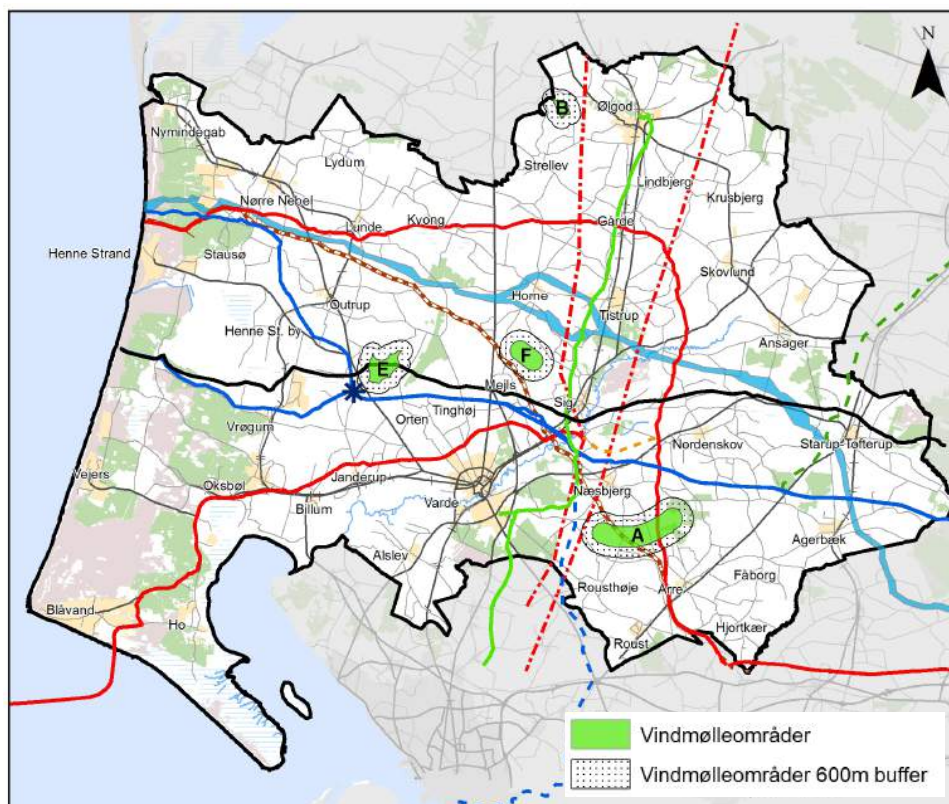 N
B
Ølgod
Nymindegab
Lydum
Strellev
Lindbjerg
Krusbjerg
Nørre Nebel
Lunde
Kvong
Gårde
Henne Strand
Stausø
Skovlund
Outrup
Horne
Tistrup
Henne St. by
Ansager
F
E
Mejls
Sig
Orten
Tinghøj
Vrøgum
Nordenskov
Starup-Tofterup
Vejers
Oksbøl
Janderup
Billum
Varde
Næsbjerg
A
Agerbæk
Alslev
Fåborg
Rousthøje
Årre
Blåvand
Ho
Roust
Hjortkær
Vindmølleområder
Vindmølleområder 600m buffer